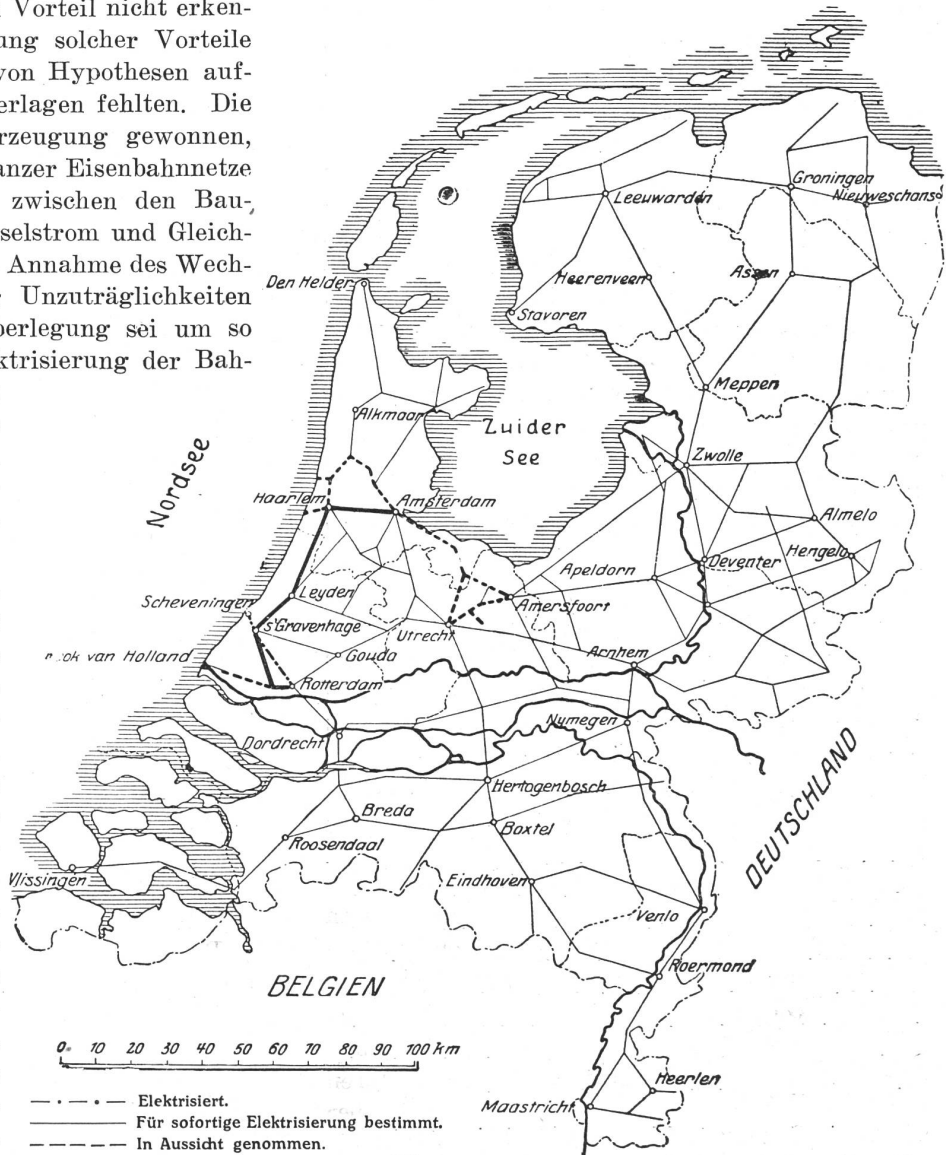 Vorteil nicht erken-
ung solcher Vorteile
von Hypothesen auf-
erlagen fehlten. Die
rzeugung gewonnen,
anzer Eisenbahnnetze
zwischen den Bau-
selstrom und Gleich-
Annahme des Wech-
Unzuträglichkeiten
berlegung sei um so
ktrisierung der Bah-
Groningen
Leeuwarden
Nieuweschans
Heerenveen
Assen
Den Helder
Stavoren
Meppen
Alkmaar
Zuider
See
Zwolle
Nordsee
Haarlem
Amsterdam
Almelo
Hengelo
Deventer
Apeldorn
Leyden
Scheveningen
Amersfoort
s'Gravenhage
Utrecht
Gouda
Arnhem
ok van Holland
Rotterdam
Nymegen
Dordrecht
DEUTSCHLAND
Hertogenbosch
Breda
Boxtel
Roosendaal
Vlissingen
Eindhoven
Venlo
Roermond
BELGIEN
0 10 20 30 40 50 60 70 80 90 100 km
Heerlen
Maastricht
Elektrisiert.
Für sofortige Elektrisierung bestimmt.
In Aussicht genommen.